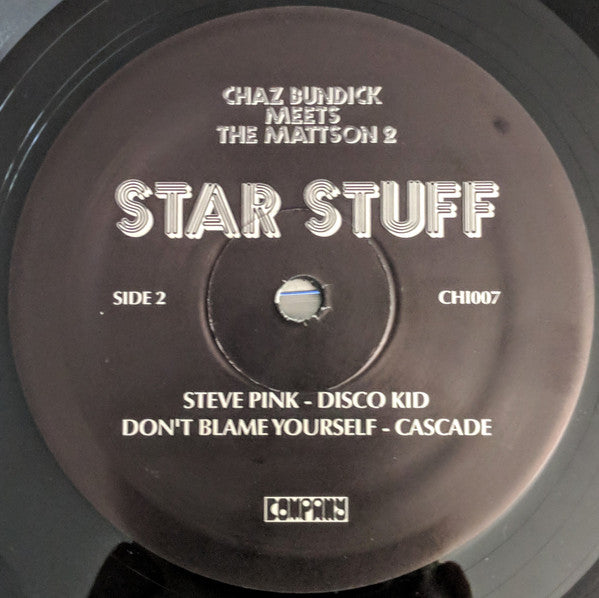 CHAZ BUNDICK
MEETS
THE MATTSON 2
STAR STUFF
SIDE 2
CH1007
STEVE PINK - DISCO KID
DON'T BLAME YOURSELF - CASCADE
COMPANY